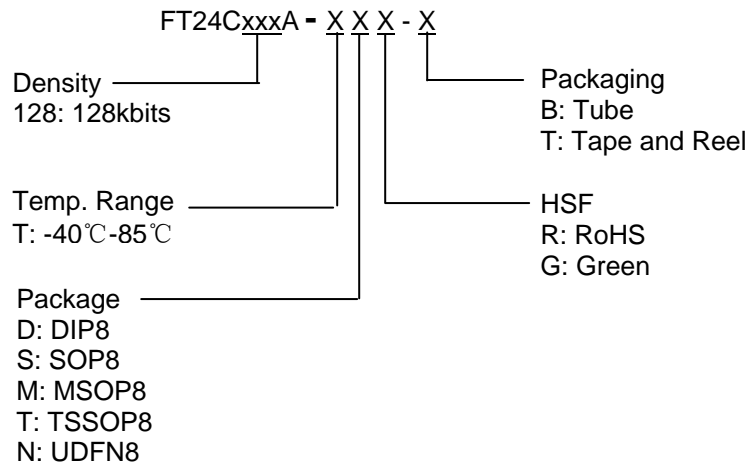 FT24CxxxA - X X X - X
Density
128: 128kbits
Packaging
B: Tube
T: Tape and Reel
Temp. Range
T: -40℃-85℃
HSF
R: RoHS
G: Green
Package
D: DIP8
S: SOP8
M: MSOP8
T: TSSOP8
N: UDFN8